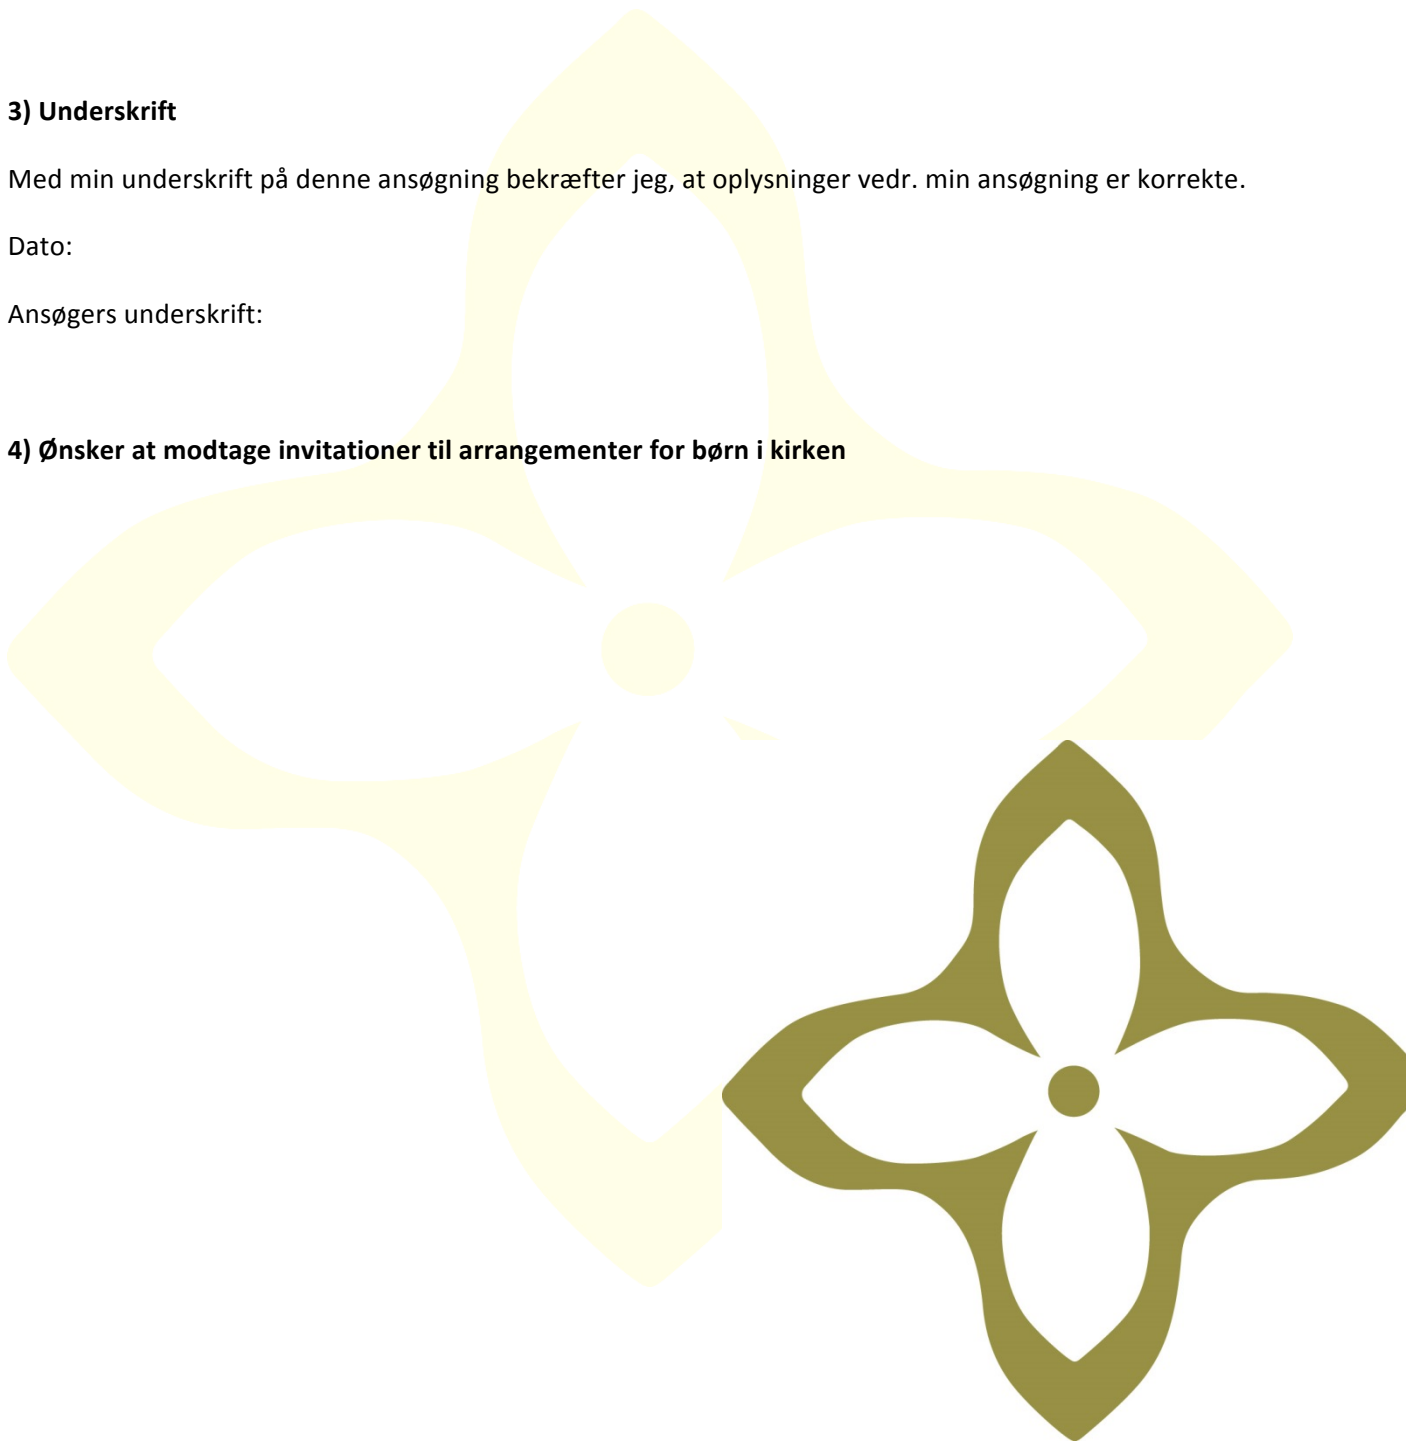 3) Underskrift
Med min underskrift på denne ansøgning bekræfter jeg, at oplysninger vedr. min ansøgning er korrekte.
Dato:
Ansøgers underskrift:
4) Ønsker at modtage invitationer til arrangementer for børn i kirken